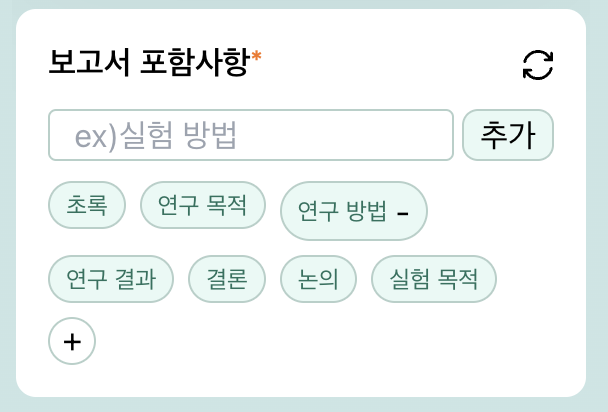 보고서 포함사항*
ex)실험 방법 추가
초록 연구 목적 연구 방법 -
연구 결과 결론 논의 실험 목적
+